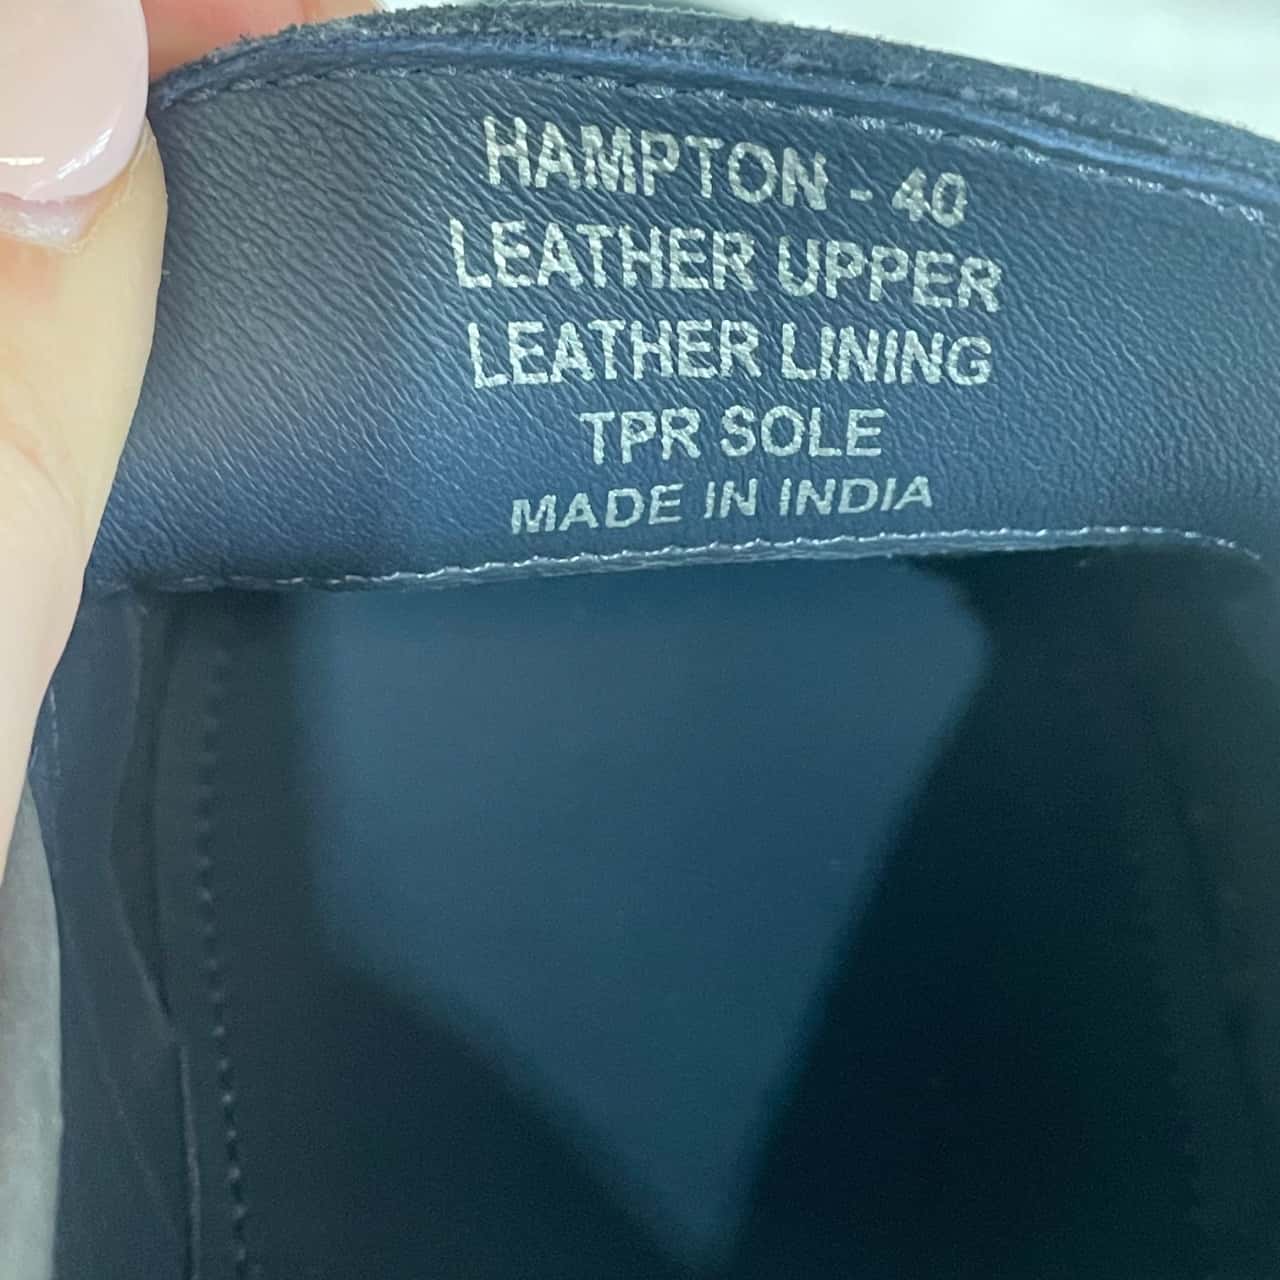 HAMPTON - 40
LEATHER UPPER
LEATHER LINING
TPR SOLE
MADE IN INDIA